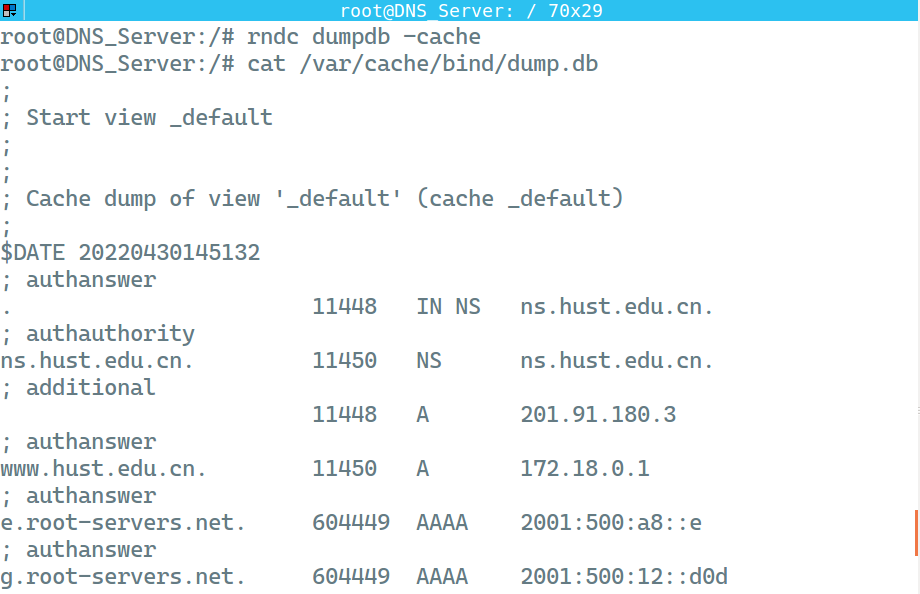 root@DNS_Server: / 70x29
root@DNS_Server:/# rndc dumpdb -cache
root@DNS_Server:/# cat /var/cache/bind/dump.db
;
; Start view _default
;
;
; Cache dump of view '_default' (cache _default)
;
$DATE 20220430145132
; authanswer
.                       11448   IN NS   ns.hust.edu.cn.
; authauthority
ns.hust.edu.cn.         11450   NS      ns.hust.edu.cn.
; additional
                        11448   A       201.91.180.3
; authanswer
www.hust.edu.cn.        11450   A       172.18.0.1
; authanswer
e.root-servers.net.     604449  AAAA    2001:500:a8::e
; authanswer
g.root-servers.net.     604449  AAAA    2001:500:12::d0d